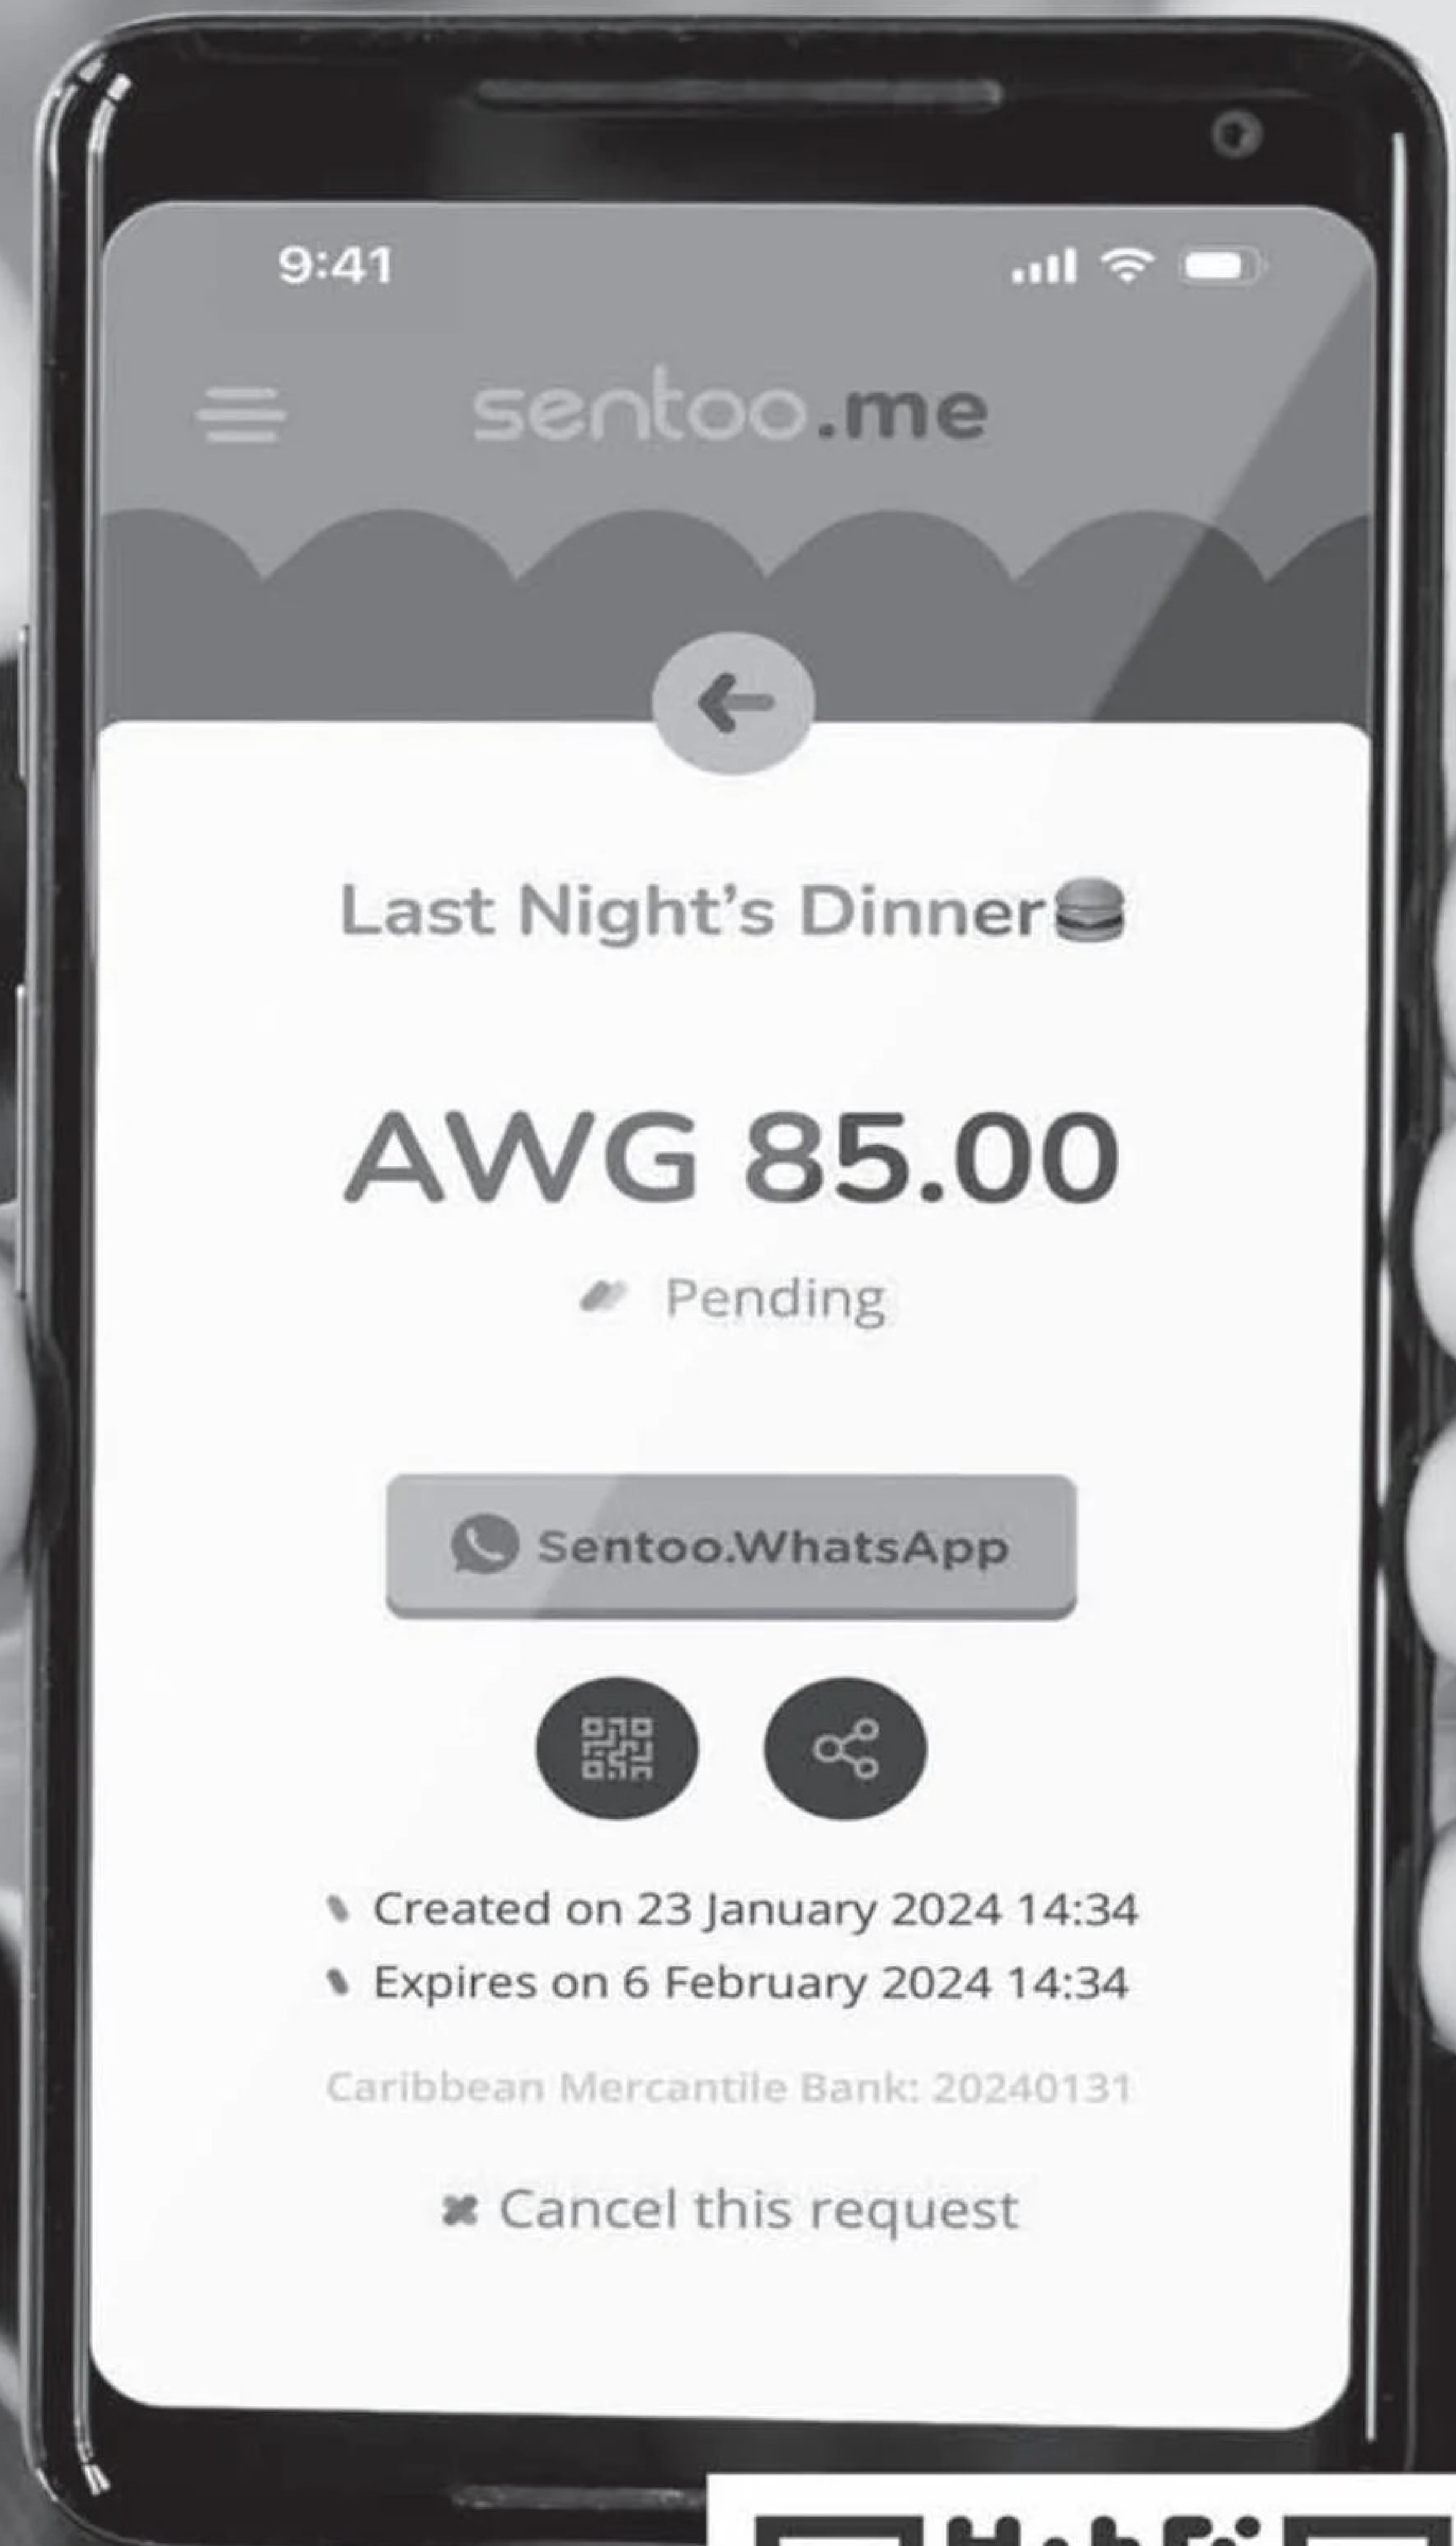 9:41
sentoo.me
Last Night's Dinner🍔
AWG 85.00
Pending
Sentoo.WhatsApp
Created on 23 January 2024 14:34
Expires on 6 February 2024 14:34
Caribbean Mercantile Bank: 20240131
Cancel this request